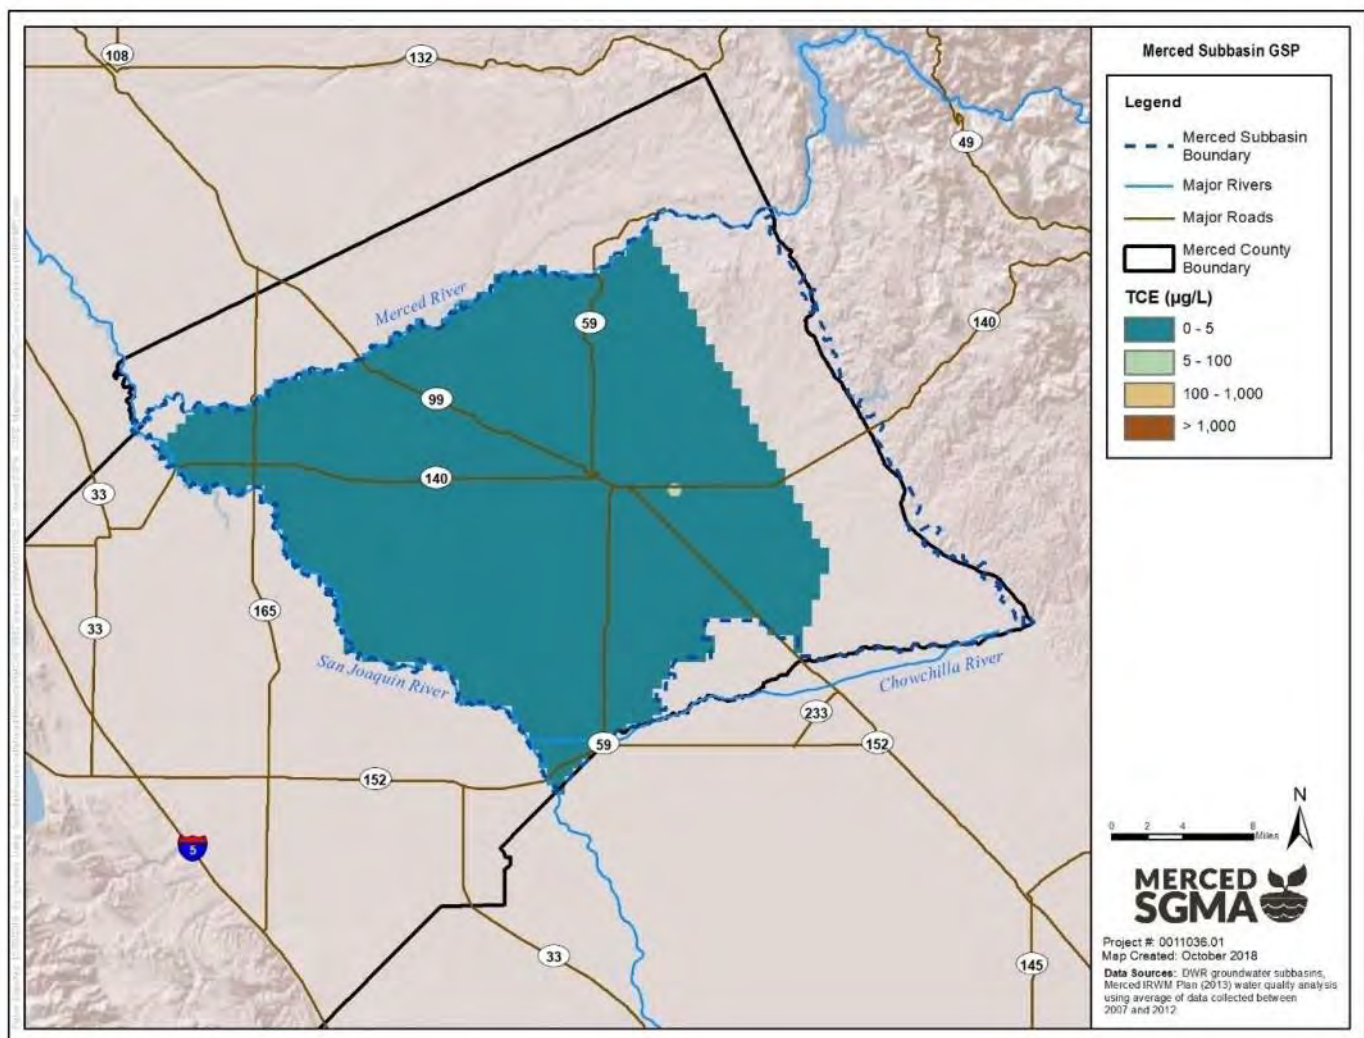 Merced Subbasin GSP
Legend
Merced Subbasin
Boundary
Major Rivers
Major Roads
Merced County
Boundary
TCE (µg/L)
0 - 5
5 - 100
100 - 1,000
> 1,000
108
132
49
Merced River
59
140
99
140
33
165
33
San Joaquin River
Chowchilla River
233
59
152
152
5
33
145
N
0 2 4 8
Miles
MERCED
SGMA
Project #: 0011036.01
Map Created: October 2018
Data Sources: DWR groundwater subbasins,
Merced IRWM Plan (2013) water quality analysis
using average of data collected between
2007 and 2012